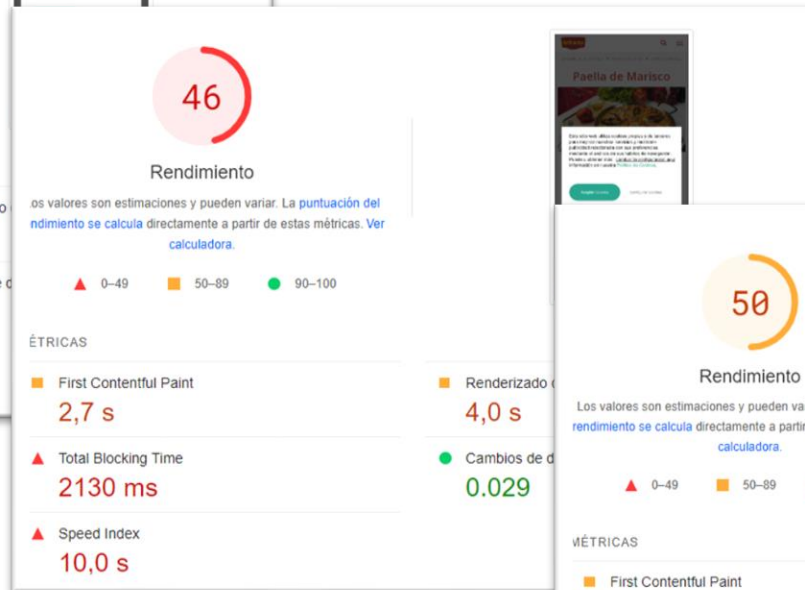 46
Rendimiento
os valores son estimaciones y pueden variar. La puntuación del
ndimiento se calcula directamente a partir de estas métricas. Ver
calculadora.
0–49 50–89 90–100
ÉTRICAS
First Contentful Paint
2,7 s
Total Blocking Time
2130 ms
Speed Index
10,0 s
Renderizado
4,0 s
Cambios de d
0.029
Paella de Marisco
50
Rendimiento
Los valores son estimaciones y pueden va
rendimiento se calcula directamente a parti
calculadora.
0–49 50–89
MÉTRICAS
First Contentful Paint